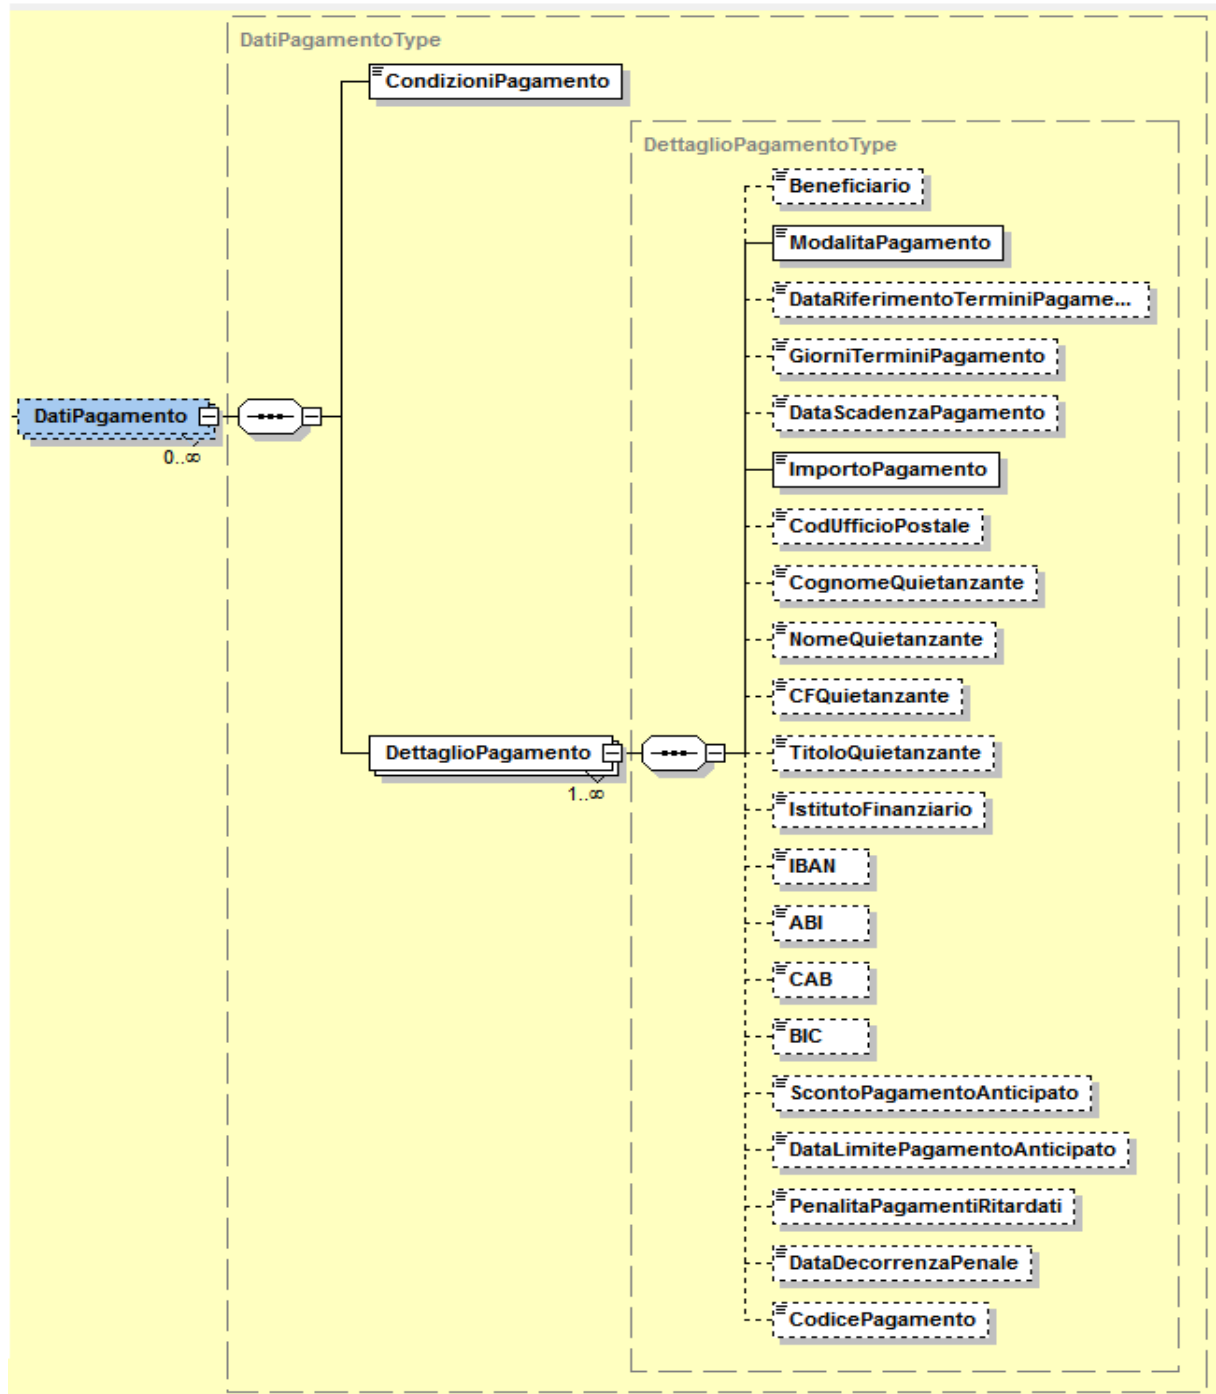 DatiPagamentoType
CondizioniPagamento
DettaglioPagamentoType
Beneficiario
ModalitaPagamento
DataRiferimentoTerminiPagame...
GiorniTerminiPagamento
DatiPagamento
0..∞
DataScadenzaPagamento
ImportoPagamento
CodUfficioPostale
CognomeQuietanzante
NomeQuietanzante
CFQuietanzante
DettaglioPagamento
1..∞
TitoloQuietanzante
IstitutoFinanziario
IBAN
ABI
CAB
BIC
ScontoPagamentoAnticipato
DataLimitePagamentoAnticipato
PenalitaPagamentiRitardati
DataDecorrenzaPenale
CodicePagamento